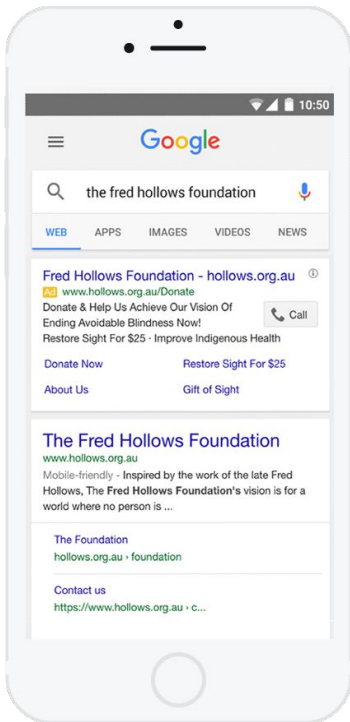 10:50
Google
the fred hollows foundation
WEB APPS IMAGES VIDEOS NEWS
Fred Hollows Foundation - hollows.org.au
Ad www.hollows.org.au/Donate
Donate & Help Us Achieve Our Vision Of
Ending Avoidable Blindness Now!
Call
Restore Sight For $25 · Improve Indigenous Health
Donate Now Restore Sight For $25
About Us Gift of Sight
The Fred Hollows Foundation
www.hollows.org.au
Mobile-friendly - Inspired by the work of the late Fred
Hollows, The Fred Hollows Foundation's vision is for a
world where no person is ...
The Foundation
hollows.org.au › foundation
Contact us
https://www.hollows.org.au › c...